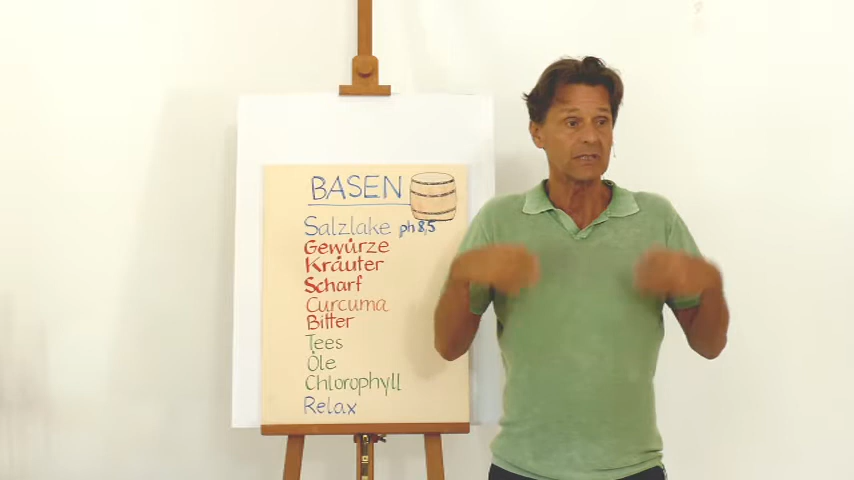 BASEN
Salzlake ph 8,5
Gewürze
Kräuter
Scharf
Curcuma
Bitter
Tees
Öle
Chlorophyll
Relax